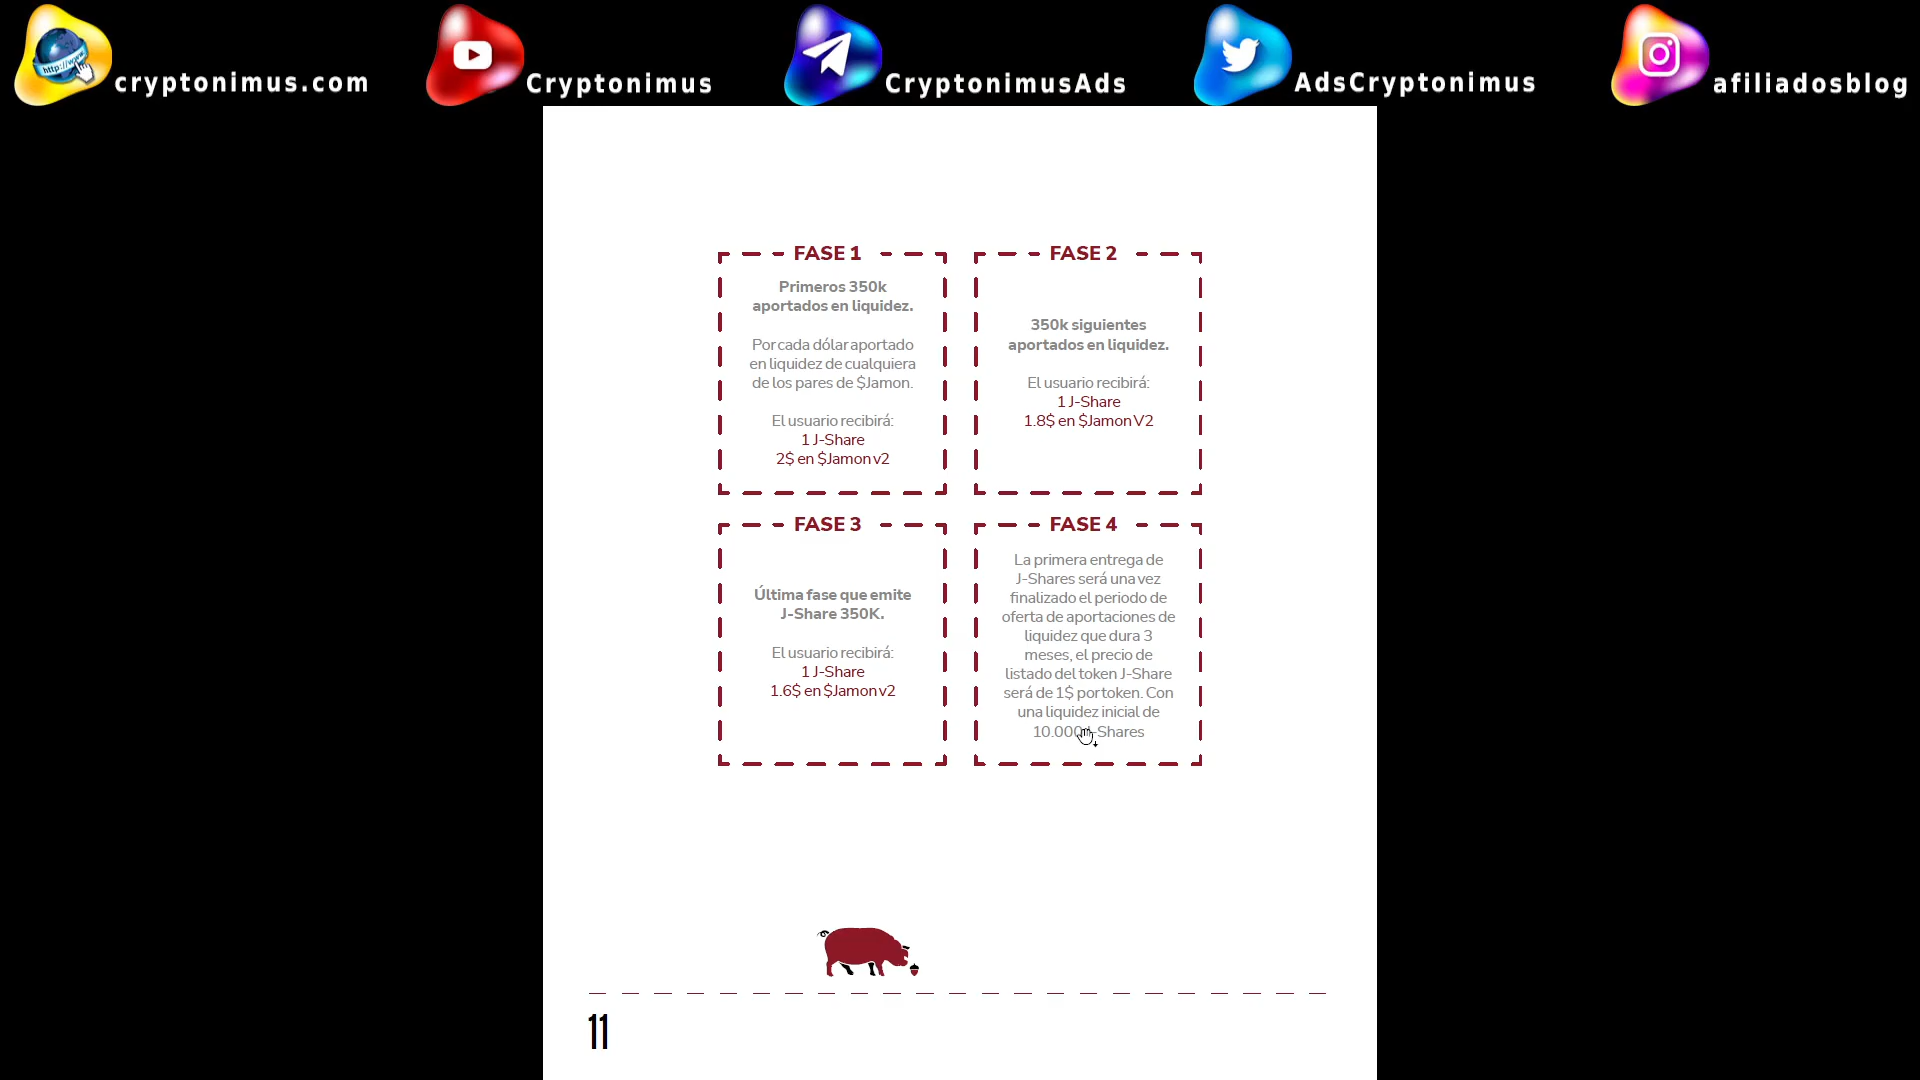 http://www
cryptonimus.com
Cryptonimus
CryptonimusAds
AdsCryptonimus
afiliadosblog
FASE 1
Primeros 350k
aportados en liquidez.
Por cada dólar aportado
en liquidez de cualquiera
de los pares de $Jamon.
El usuario recibirá:
1 J-Share
2$ en $Jamon v2
FASE 2
350k siguientes
aportados en liquidez.
El usuario recibirá:
1 J-Share
1.8$ en $Jamon V2
FASE 3
Última fase que emite
J-Share 350K.
El usuario recibirá:
1 J-Share
1.6$ en $Jamon v2
FASE 4
La primera entrega de
J-Shares será una vez
finalizado el periodo de
oferta de aportaciones de
liquidez que dura 3
meses, el precio de
listado del token J-Share
será de 1$ por token. Con
una liquidez inicial de
10.000 J-Shares
11